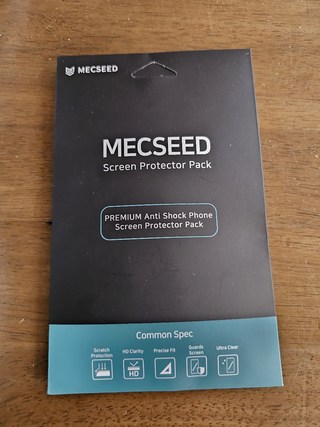 MECSEED
MECSEED
Screen Protector Pack
PREMIUM Anti Shock Phone
Screen Protector Pack
Common Spec
Scratch
Protection
HD Clarity
Precise Fit
Guards
Screen
Ultra Clear
HD